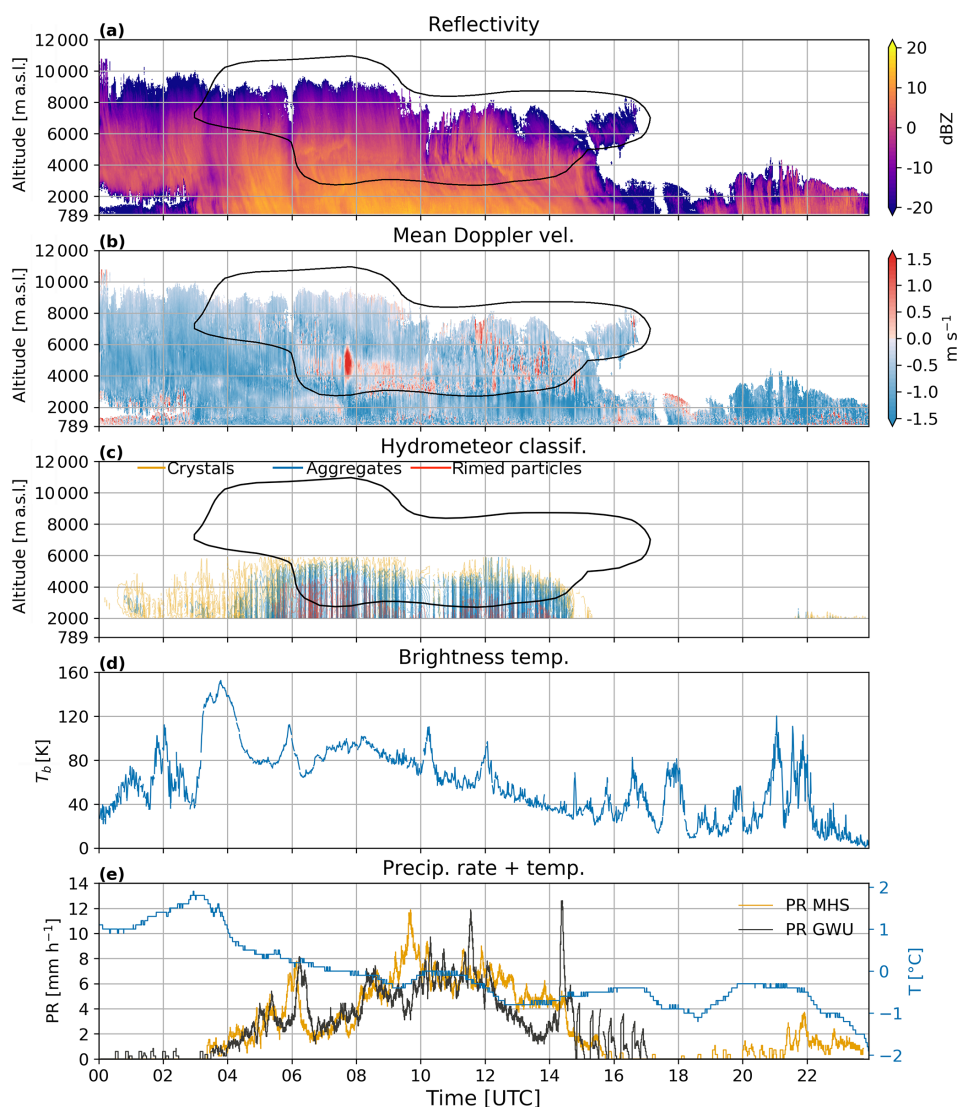 (a)
Reflectivity
12 000
10 000
8000
6000
4000
2000
789
Altitude [m a.s.l.]
20
10
0
-10
-20
dBZ
(b)
Mean Doppler vel.
12 000
10 000
8000
6000
4000
2000
789
Altitude [m a.s.l.]
1.5
1.0
0.5
0.0
-0.5
-1.0
-1.5
m s⁻¹
(c)
Hydrometeor classif.
Crystals Aggregates Rimed particles
12 000
10 000
8000
6000
4000
2000
789
Altitude [m a.s.l.]
(d)
Brightness temp.
160
120
80
40
0
T_b [K]
(e)
Precip. rate + temp.
14
12
10
8
6
4
2
0
PR [mm h⁻¹]
PR MHS
PR GWU
2
1
0
−1
−2
T [°C]
00 02 04 06 08 10 12 14 16 18 20 22
Time [UTC]